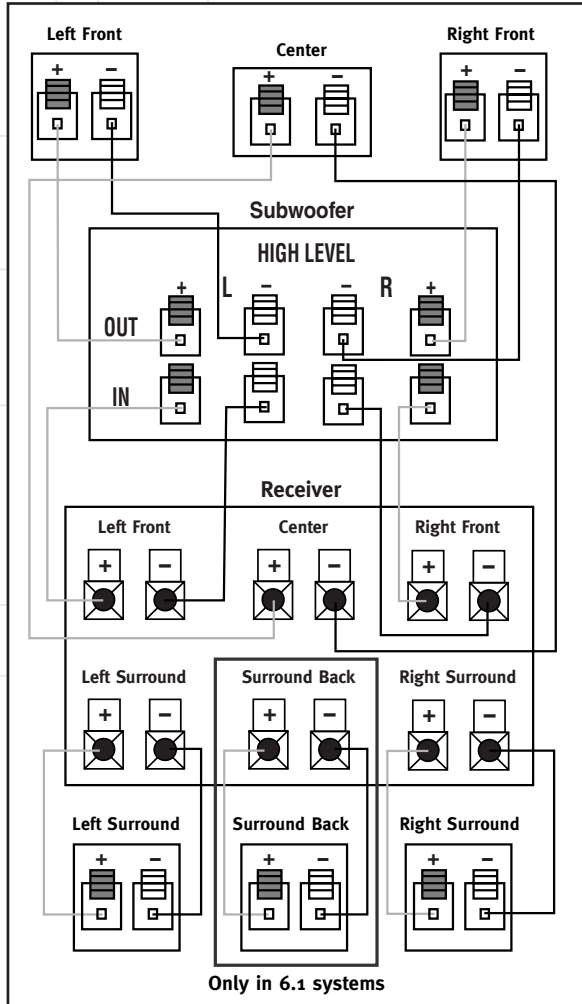 Left Front
Center
Right Front
+ −
+ −
+ −
Subwoofer
HIGH LEVEL
+ L − − R +
OUT
IN
Receiver
Left Front
Center
Right Front
+ −
+ −
+ −
Left Surround
Surround Back
Right Surround
+ −
+ −
+ −
Left Surround
Surround Back
Right Surround
+ −
+ −
+ −
Only in 6.1 systems